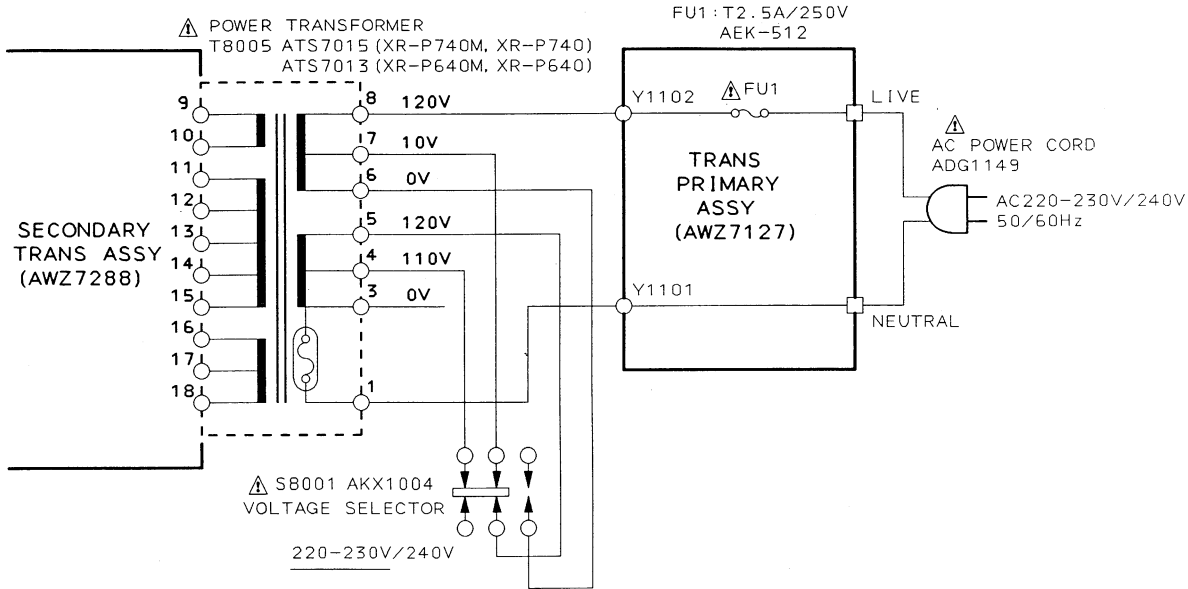 FU1:T2.5A/250V
AEK-512
⚠ POWER TRANSFORMER
T8005 ATS7015 (XR-P740M, XR-P740)
ATS7013 (XR-P640M, XR-P640)
9
10
11
12
13
14
15
16
17
18
SECONDARY
TRANS ASSY
(AWZ7288)
8 120V
7 10V
6 0V
5 120V
4 110V
3 0V
1
Y1102
⚠ FU1
LIVE
TRANS
PRIMARY
ASSY
(AWZ7127)
Y1101
NEUTRAL
⚠
AC POWER CORD
ADG1149
AC220-230V/240V
50/60Hz
⚠ S8001 AKX1004
VOLTAGE SELECTOR
220-230V/240V